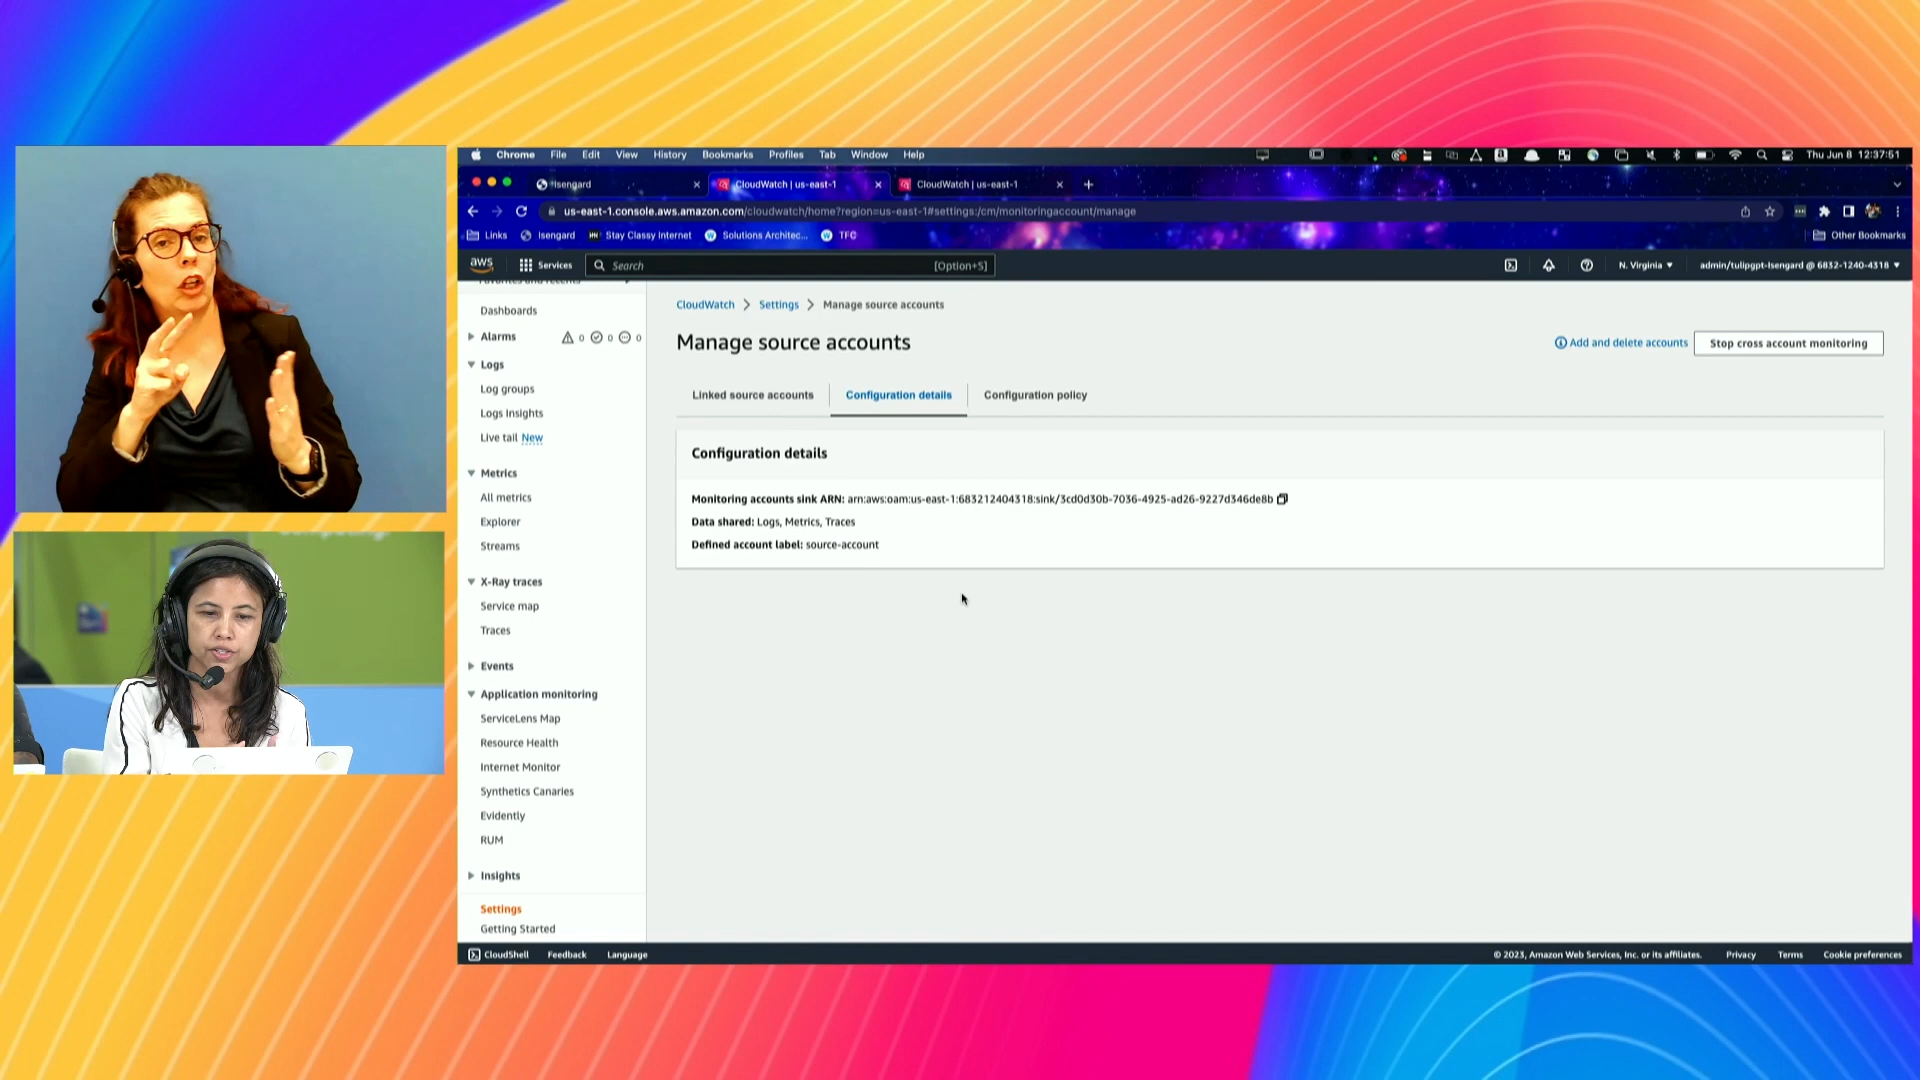 Chrome File Edit View History Bookmarks Profiles Tab Window Help Thu Jun 8 12:37:51
Isengard CloudWatch | us-east-1 CloudWatch | us-east-1
us-east-1.console.aws.amazon.com/cloudwatch/home?region=us-east-1#settings:/cm/monitoringaccount/manage
Links Isengard Stay Classy Internet Solutions Architec... TFC Other Bookmarks
aws Services Search [Option+S] N. Virginia admin/tulipgpt-Isengard @ 6832-1240-4318
Favorites and recents
Dashboards
Alarms 0 0 0
Logs
Log groups
Logs Insights
Live tail New
Metrics
All metrics
Explorer
Streams
X-Ray traces
Service map
Traces
Events
Application monitoring
ServiceLens Map
Resource Health
Internet Monitor
Synthetics Canaries
Evidently
RUM
Insights
Settings
Getting Started
CloudWatch > Settings > Manage source accounts
Manage source accounts
Add and delete accounts Stop cross account monitoring
Linked source accounts Configuration details Configuration policy
Configuration details
Monitoring accounts sink ARN: arn:aws:oam:us-east-1:683212404318:sink/3cd0d30b-7036-4925-ad26-9227d346de8b
Data shared: Logs, Metrics, Traces
Defined account label: source-account
CloudShell Feedback Language © 2023, Amazon Web Services, Inc. or its affiliates. Privacy Terms Cookie preferences